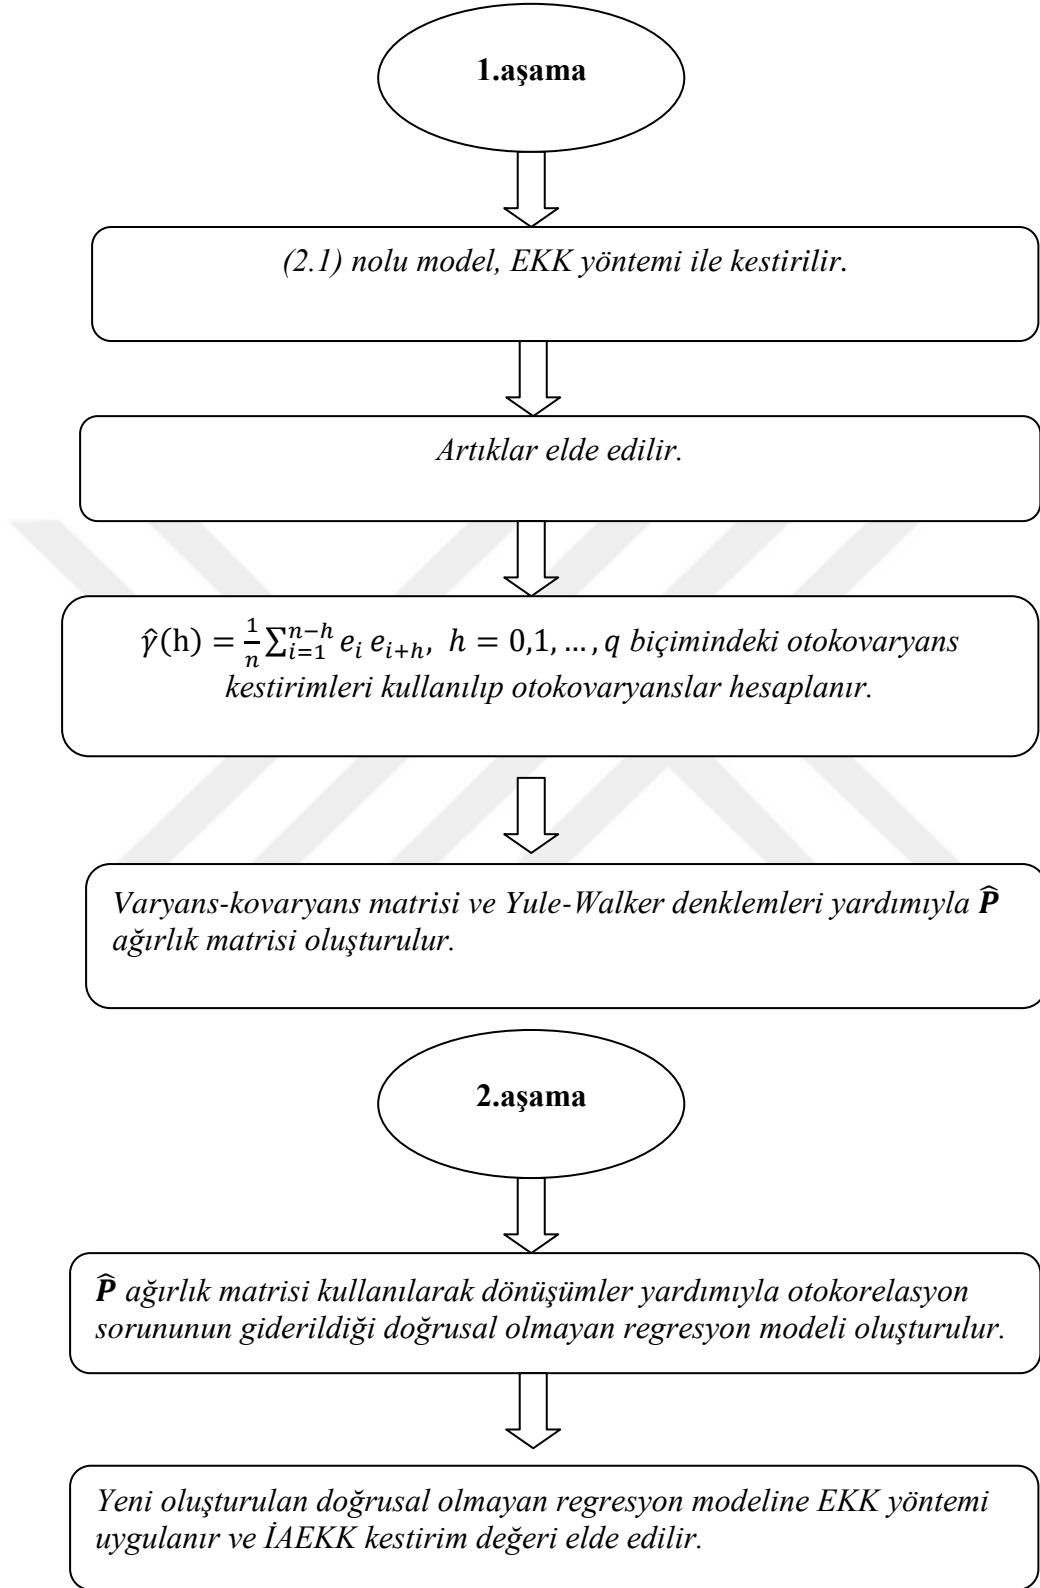 1.aşama
(2.1) nolu model, EKK yöntemi ile kestirilir.
Artıklar elde edilir.
γ̂(h) = 1/n ∑_{i=1}^{n−h} e_i e_{i+h}, h = 0,1, … , q biçimindeki otokovaryans
kestirimleri kullanılıp otokovaryanslar hesaplanır.
Varyans-kovaryans matrisi ve Yule-Walker denklemleri yardımıyla P̂
ağırlık matrisi oluşturulur.
2.aşama
P̂ ağırlık matrisi kullanılarak dönüşümler yardımıyla otokorelasyon
sorununun giderildiği doğrusal olmayan regresyon modeli oluşturulur.
Yeni oluşturulan doğrusal olmayan regresyon modeline EKK yöntemi
uygulanır ve İAEKK kestirim değeri elde edilir.